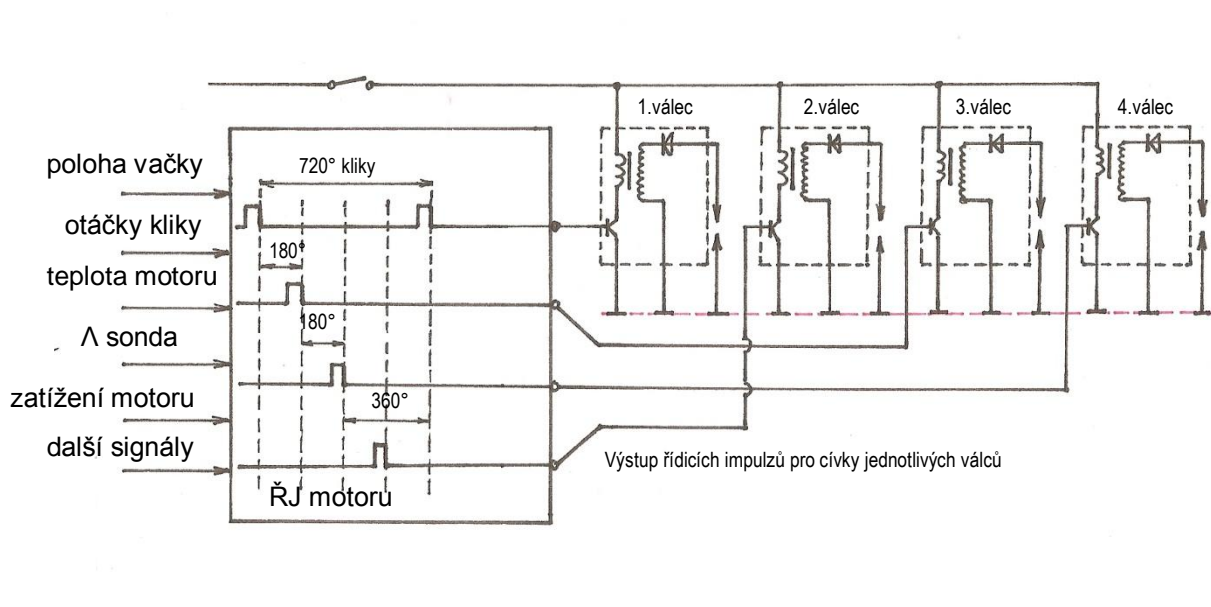 1.válec
2.válec
3.válec
4.válec
poloha vačky
720° kliky
otáčky kliky
180°
teplota motoru
180°
Λ sonda
zatížení motoru
360°
další signály
Výstup řídicích impulzů pro cívky jednotlivých válců
ŘJ motoru